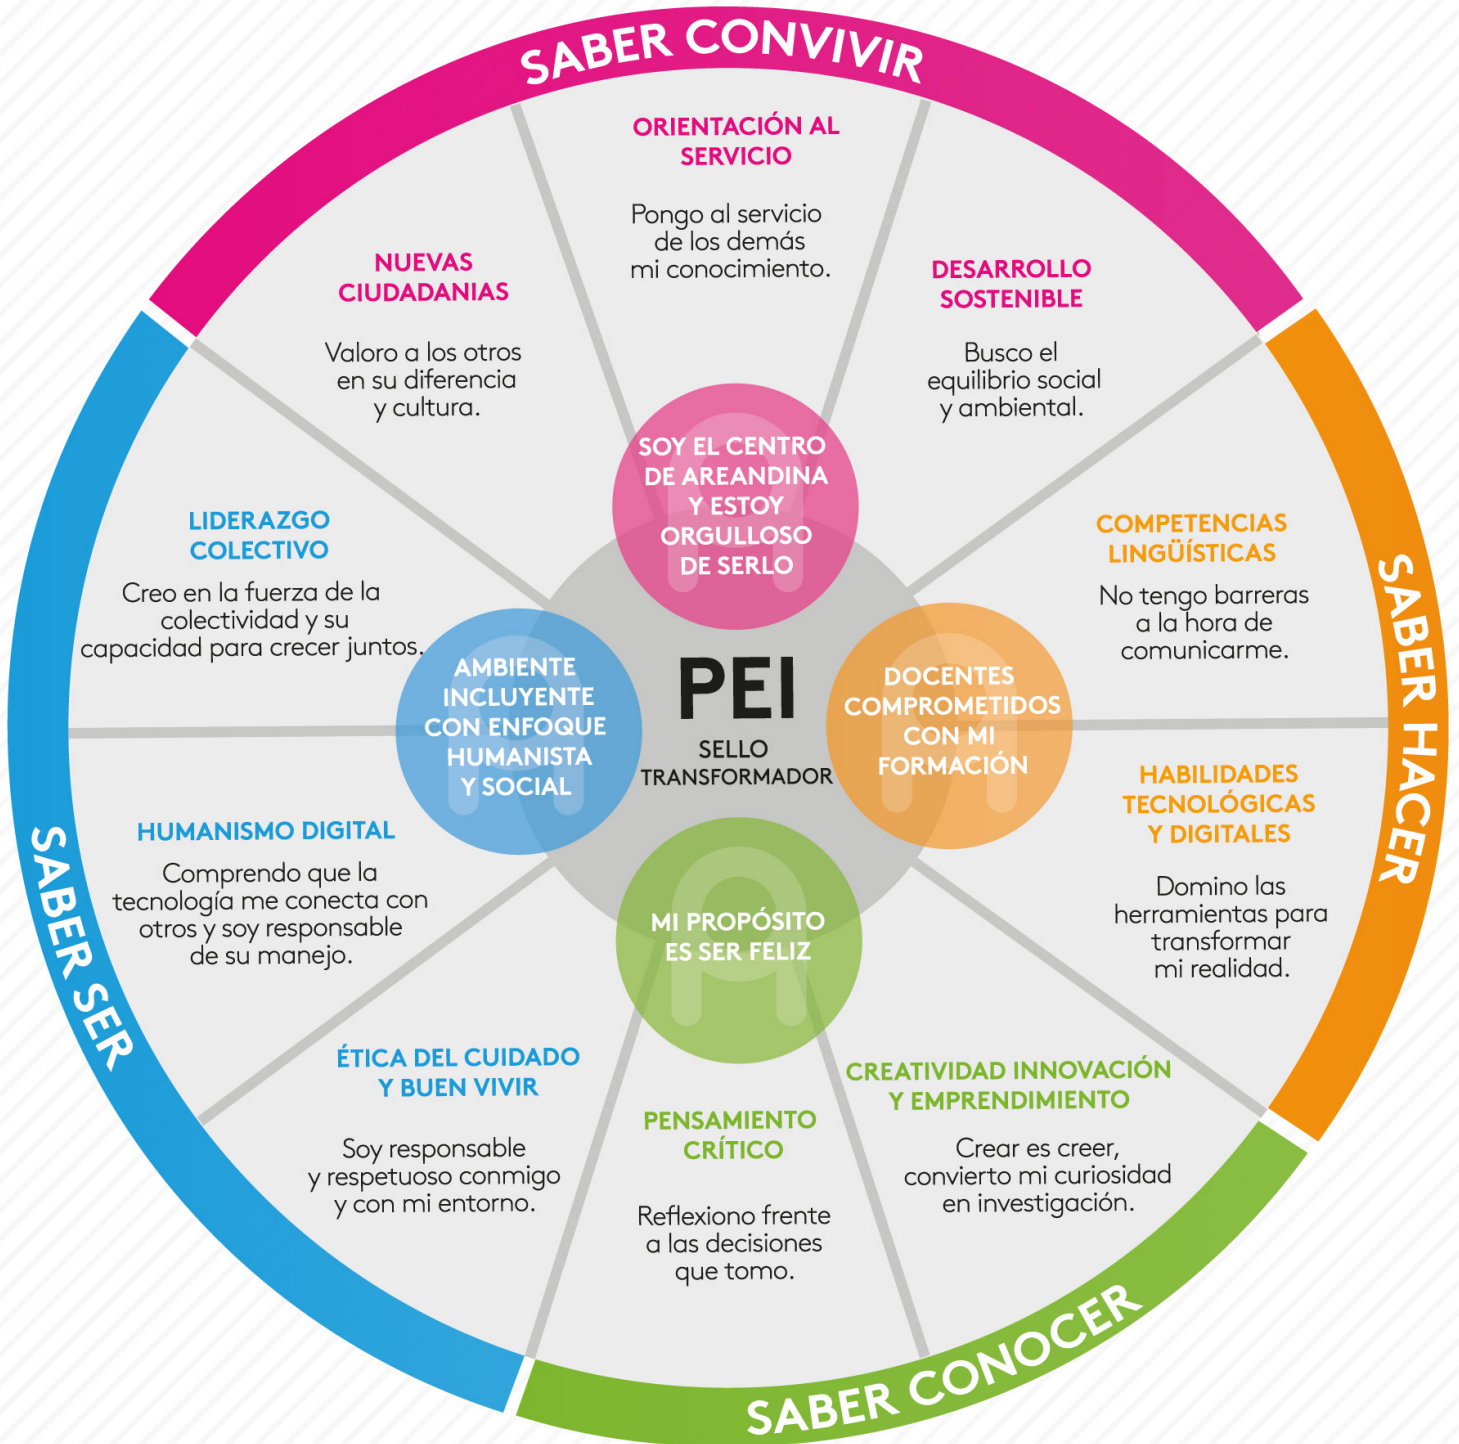 SABER CONVIVIR
ORIENTACIÓN AL
SERVICIO
Pongo al servicio
de los demás
mi conocimiento.
NUEVAS
CIUDADANIAS
Valoro a los otros
en su diferencia
y cultura.
DESARROLLO
SOSTENIBLE
Busco el
equilibrio social
y ambiental.
SOY EL CENTRO
DE AREANDINA
Y ESTOY
ORGULLOSO
DE SERLO
SABER HACER
COMPETENCIAS
LINGÜÍSTICAS
No tengo barreras
a la hora de
comunicarme.
HABILIDADES
TECNOLÓGICAS
Y DIGITALES
Domino las
herramientas para
transformar
mi realidad.
DOCENTES
COMPROMETIDOS
CON MI
FORMACIÓN
PEI
SELLO
TRANSFORMADOR
AMBIENTE
INCLUYENTE
CON ENFOQUE
HUMANISTA
Y SOCIAL
SABER SER
LIDERAZGO
COLECTIVO
Creo en la fuerza de la
colectividad y su
capacidad para crecer juntos.
HUMANISMO DIGITAL
Comprendo que la
tecnología me conecta con
otros y soy responsable
de su manejo.
ÉTICA DEL CUIDADO
Y BUEN VIVIR
Soy responsable
y respetuoso conmigo
y con mi entorno.
MI PROPÓSITO
ES SER FELIZ
PENSAMIENTO
CRÍTICO
Reflexiono frente
a las decisiones
que tomo.
CREATIVIDAD INNOVACIÓN
Y EMPRENDIMIENTO
Crear es creer,
convierto mi curiosidad
en investigación.
SABER CONOCER